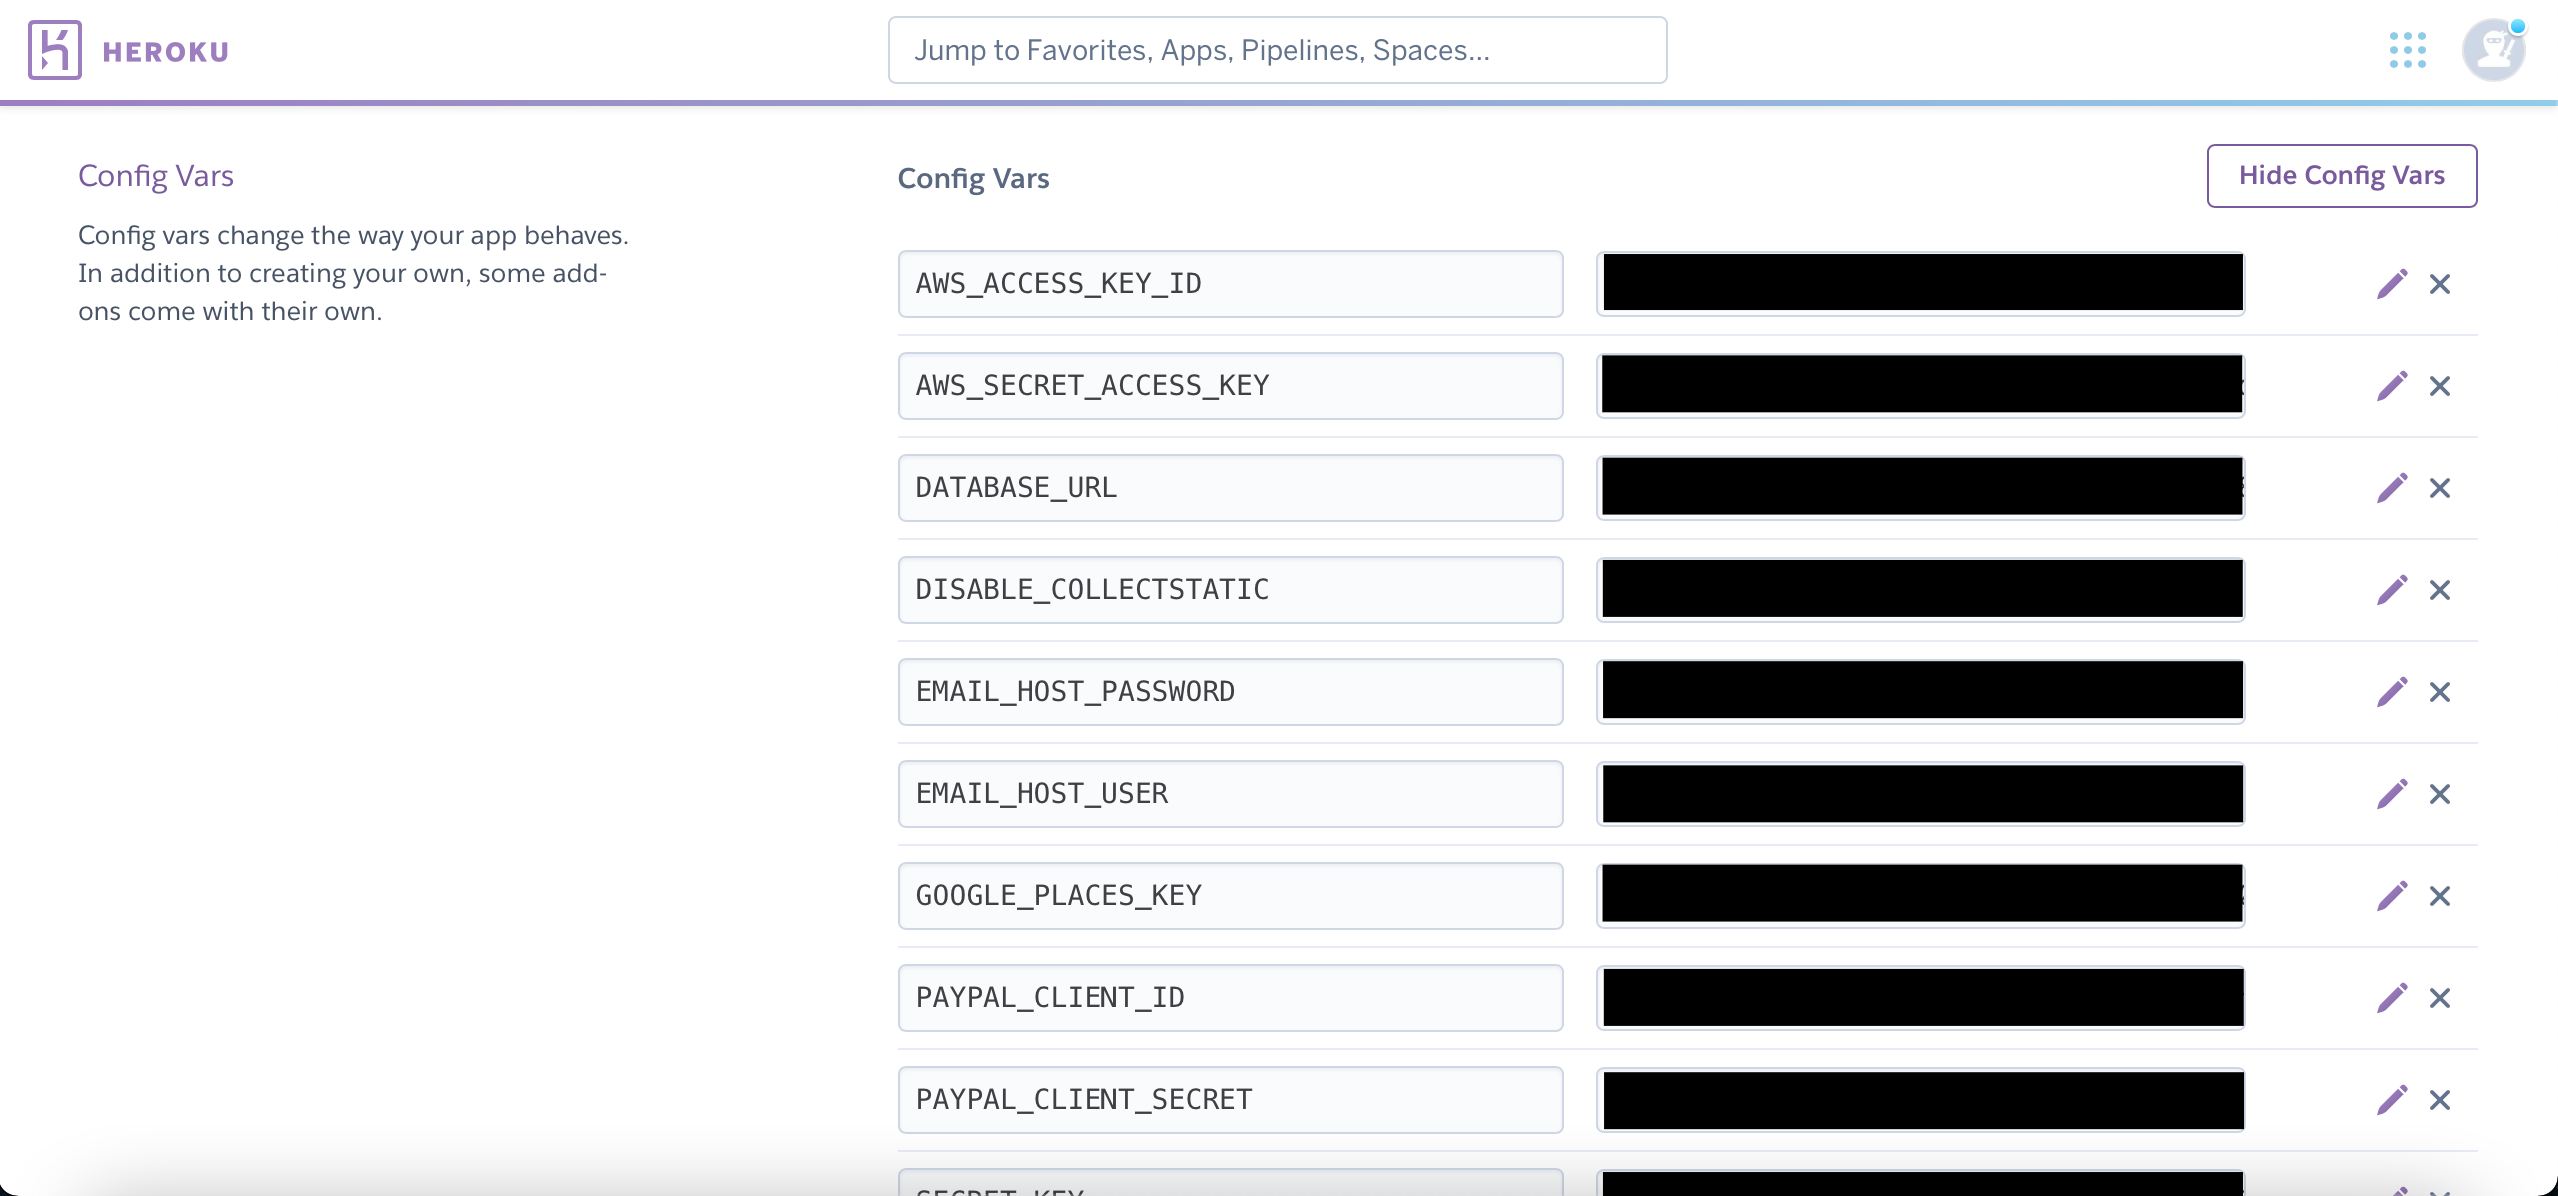 HEROKU
Jump to Favorites, Apps, Pipelines, Spaces...
Config Vars
Config vars change the way your app behaves.
In addition to creating your own, some add-
ons come with their own.
Config Vars
Hide Config Vars
AWS_ACCESS_KEY_ID
AWS_SECRET_ACCESS_KEY
DATABASE_URL
DISABLE_COLLECTSTATIC
EMAIL_HOST_PASSWORD
EMAIL_HOST_USER
GOOGLE_PLACES_KEY
PAYPAL_CLIENT_ID
PAYPAL_CLIENT_SECRET
SECRET_KEY